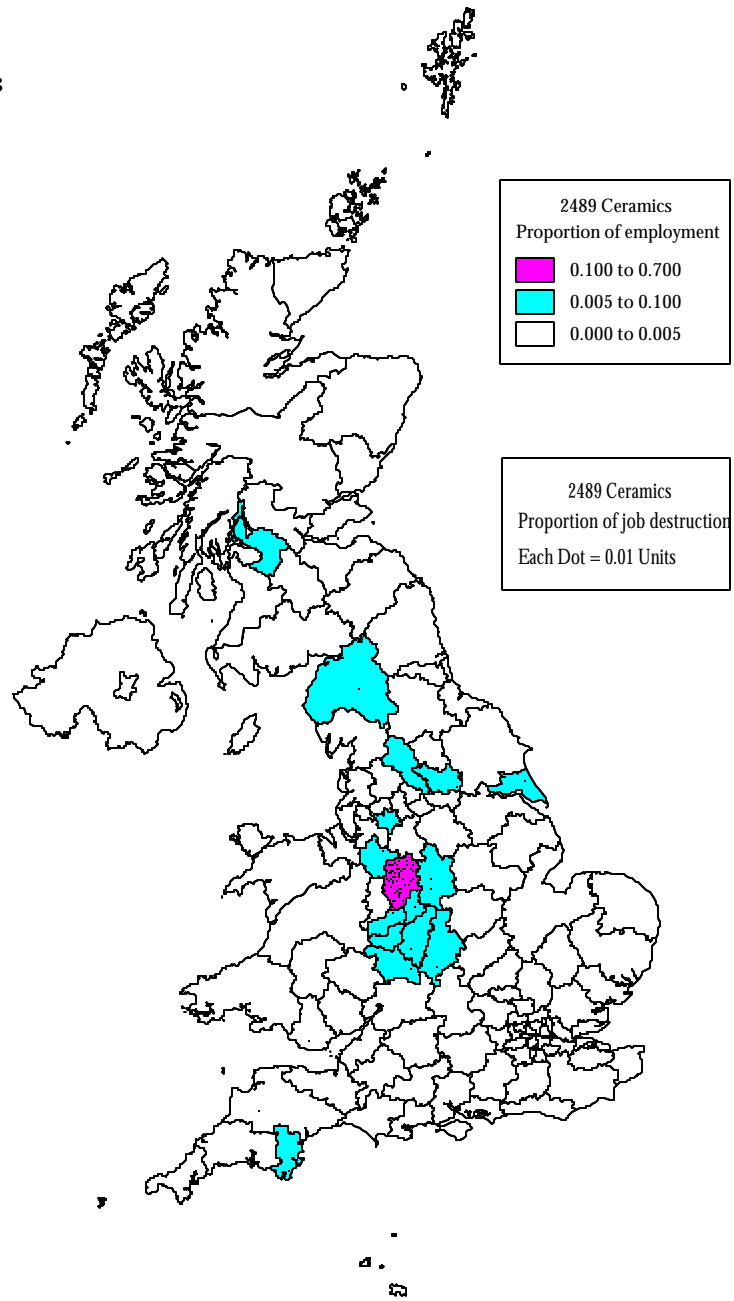 2489 Ceramics
Proportion of employment
0.100 to 0.700
0.005 to 0.100
0.000 to 0.005
2489 Ceramics
Proportion of job destruction
Each Dot = 0.01 Units